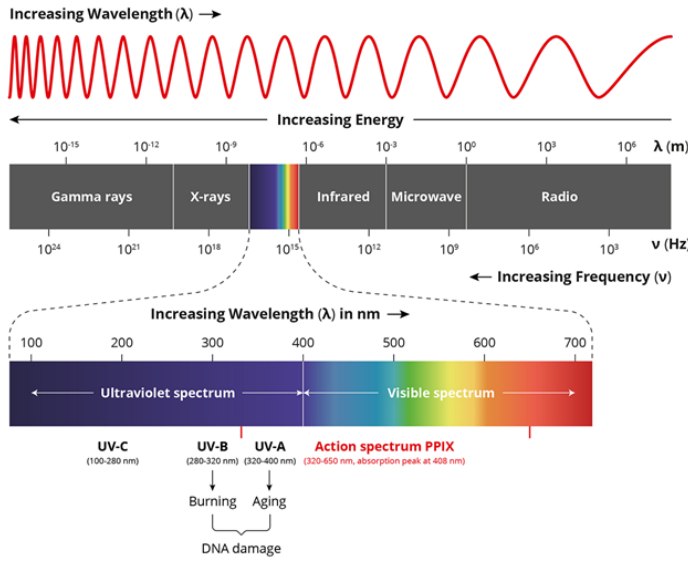 Increasing Wavelength (λ) →
Increasing Energy
10⁻¹⁵ 10⁻¹² 10⁻⁹ 10⁻⁶ 10⁻³ 10⁰ 10³ 10⁶ λ (m)
Gamma rays X-rays Infrared Microwave Radio
10²⁴ 10²¹ 10¹⁸ 10¹⁵ 10¹² 10⁹ 10⁶ 10³ ν (Hz)
← Increasing Frequency (ν)
Increasing Wavelength (λ) in nm →
100 200 300 400 500 600 700
Ultraviolet spectrum Visible spectrum
UV-C UV-B UV-A Action spectrum PPIX
(100-280 nm) (280-320 nm) (320-400 nm) (320-650 nm, absorption peak at 408 nm)
Burning Aging
DNA damage